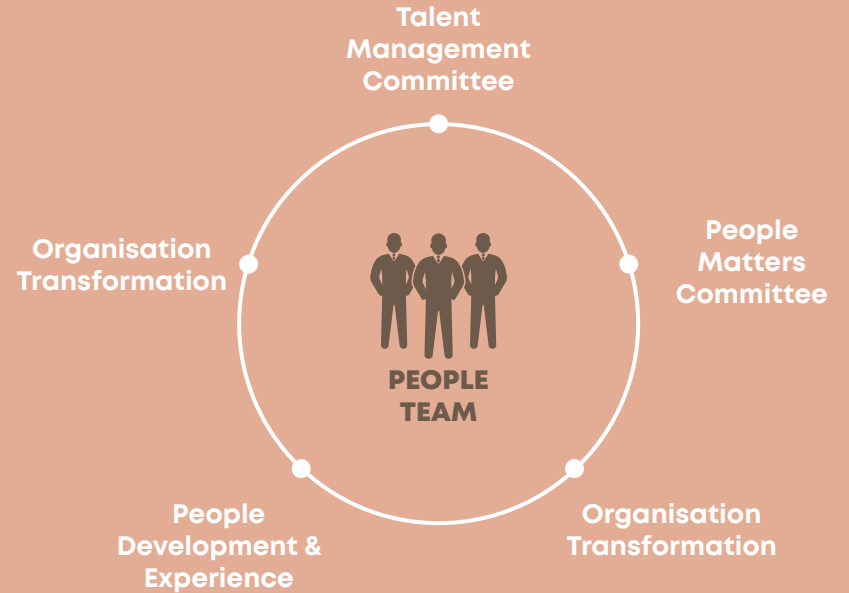 Talent
Management
Committee
Organisation
Transformation
People
Matters
Committee
PEOPLE
TEAM
People
Development &
Experience
Organisation
Transformation